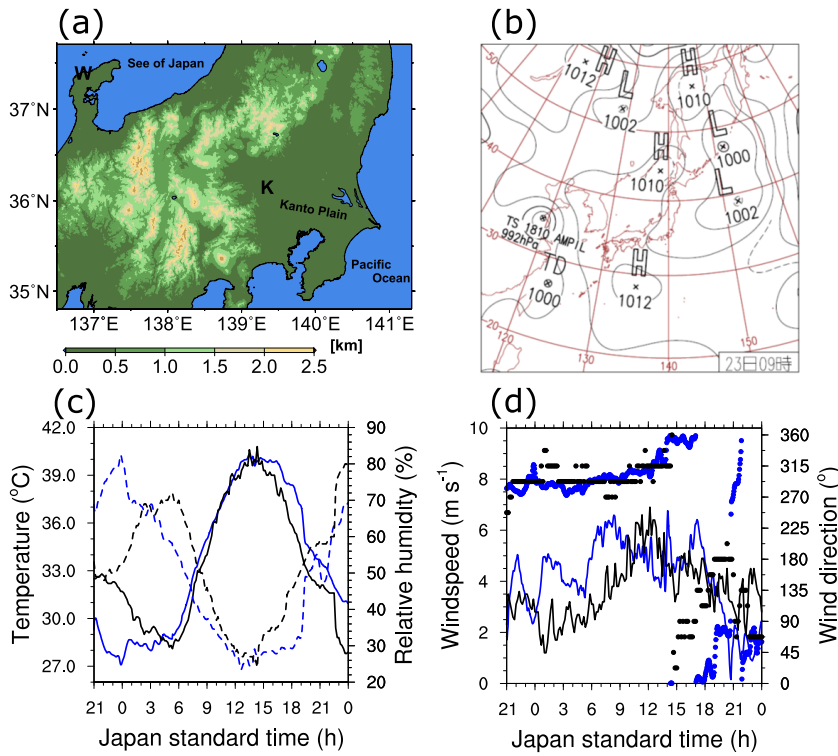 (a)
W
See of Japan
37°N
36°N
35°N
K
Kanto Plain
Pacific
Ocean
137°E 138°E 139°E 140°E 141°E
[km]
0.0 0.5 1.0 1.5 2.0 2.5
(b)
50
H
1012
L
1002
H
1010
50
40
H
1010
L
1000
40
L
1002
TS 1810 AMPIL
992hPa
30
TD
1000
H
1012
30
20
120
130
140
150
23日09時
(c)
Temperature (°C)
42.0
39.0
36.0
33.0
30.0
27.0
Relative humidity (%)
90
80
70
60
50
40
30
20
21 0 3 6 9 12 15 18 21 0
Japan standard time (h)
(d)
Windspeed (m s-1)
10
8
6
4
2
0
Wind direction (°)
360
315
270
225
180
135
90
45
0
21 0 3 6 9 12 15 18 21 0
Japan standard time (h)